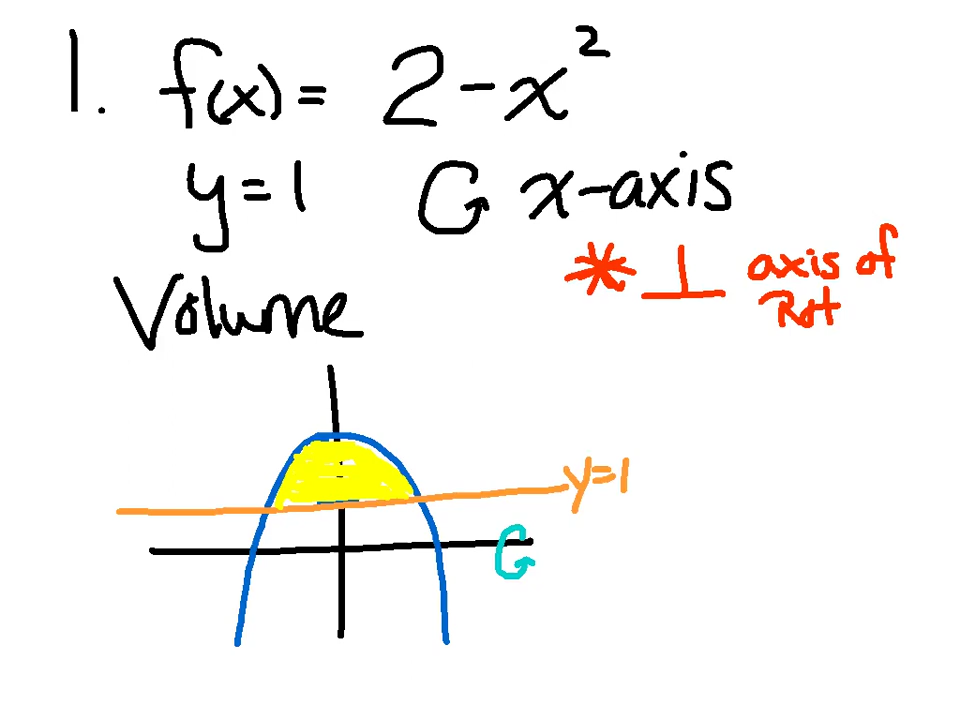 1. f(x) = 2 - x²
y = 1 x-axis
* ⊥ axis of
Rot
Volume
y=1